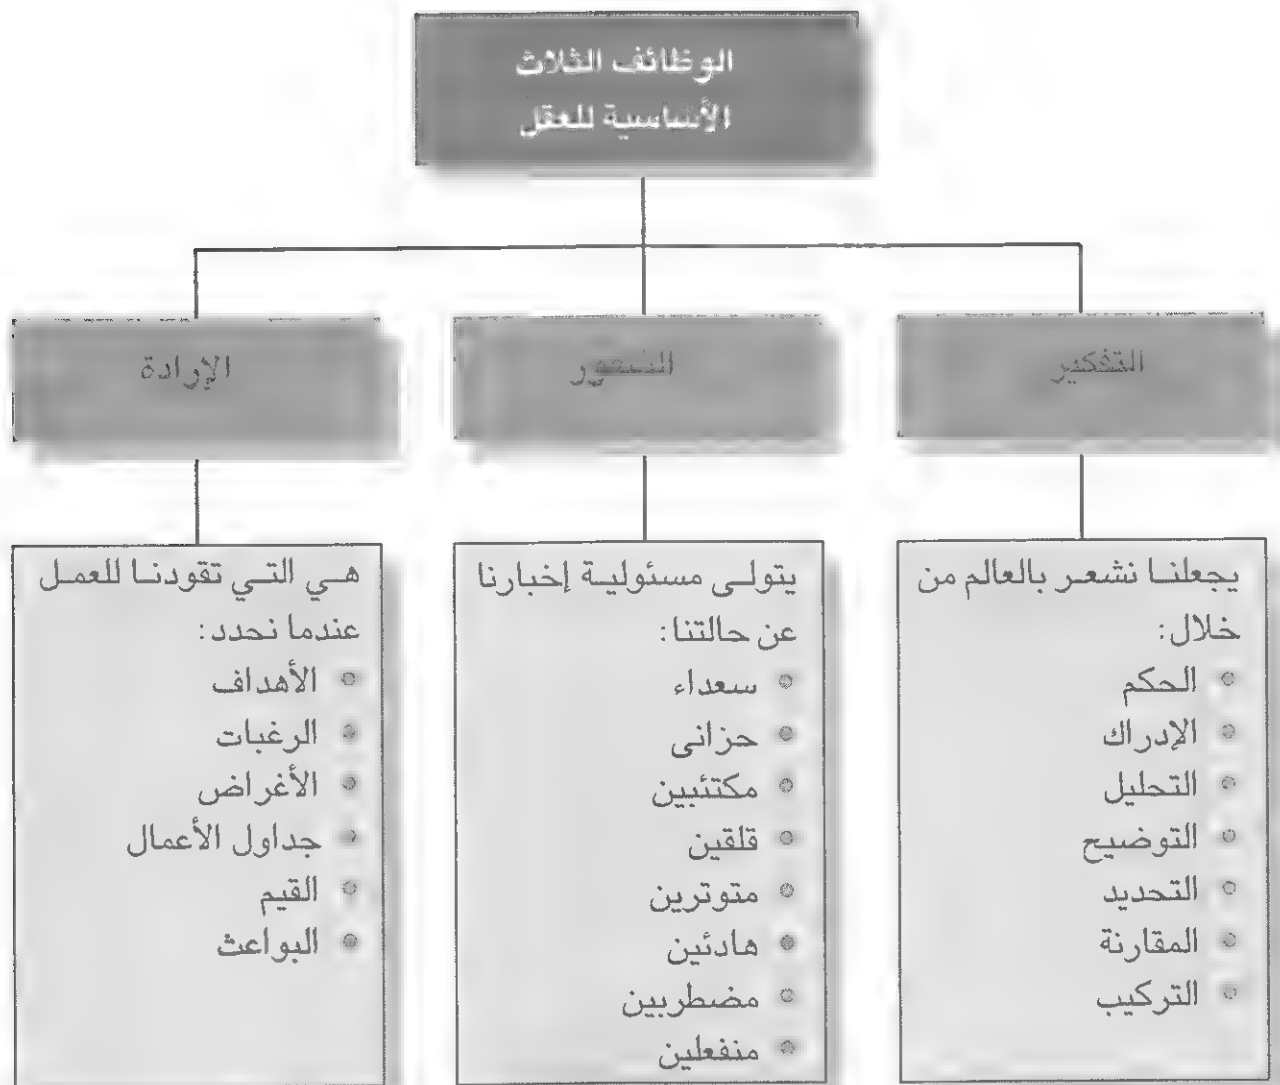 الوظائف الثلاث
الأساسية للعقل
التفكير
الشعور
الإرادة
يجعلنا نشعر بالعالم من
خلال:
الحكم
الإدراك
التحليل
التوضيح
التحديد
المقارنة
التركيب
يتولى مسئولية إخبارنا
عن حالتنا:
سعداء
حزانى
مكتئبين
قلقين
متوترين
هادئين
مضطربين
منفعلين
هي التي تقودنا للعمل
عندما نحدد:
الأهداف
الرغبات
الأغراض
جداول الأعمال
القيم
البواعث